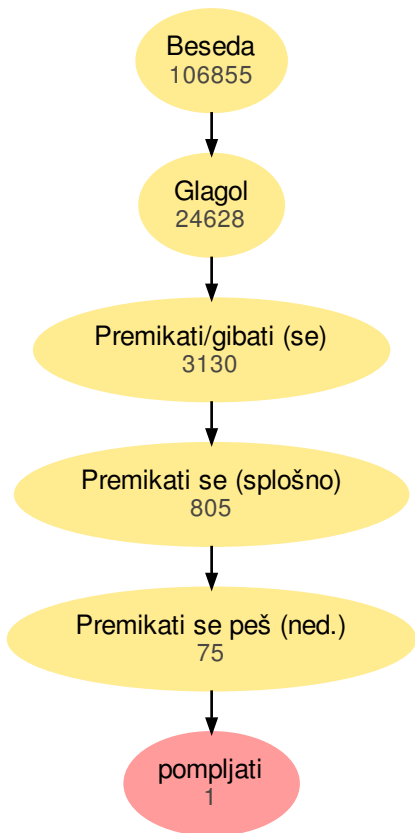 Beseda
106855
Glagol
24628
Premikati/gibati (se)
3130
Premikati se (splošno)
805
Premikati se peš (ned.)
75
pompljati
1